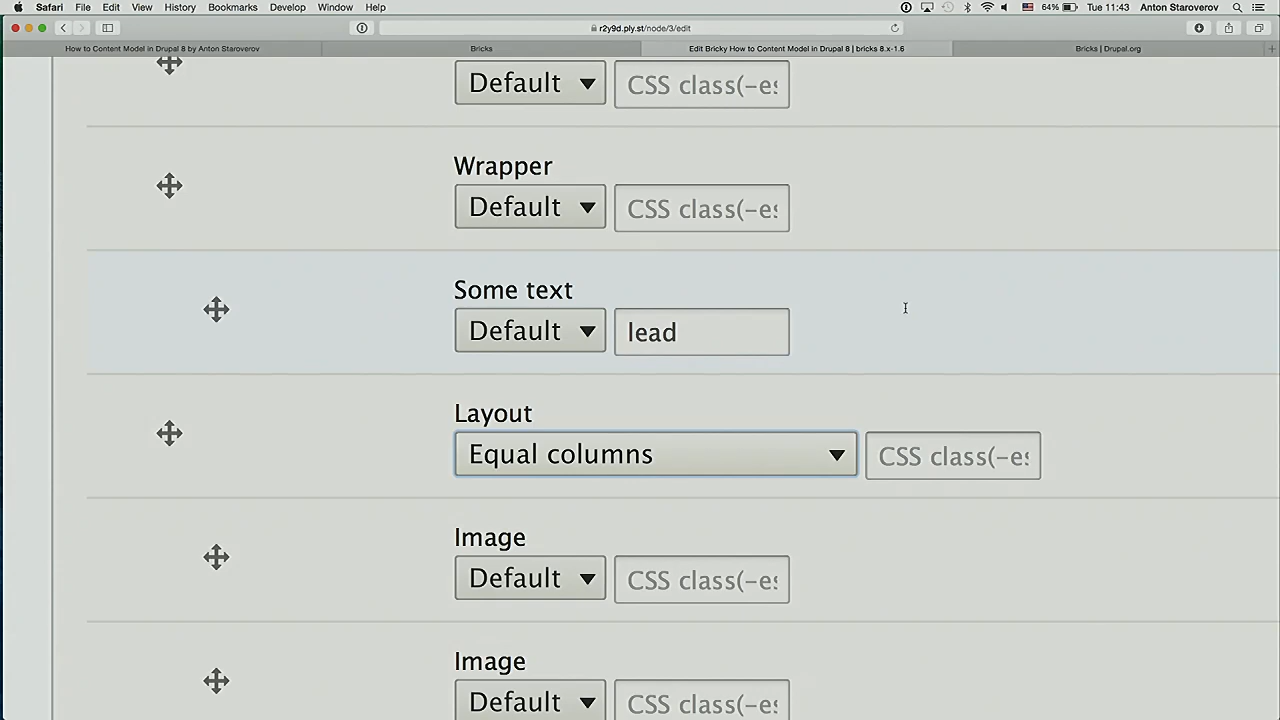 Safari File Edit View History Bookmarks Develop Window Help 64% Tue 11:43 Anton Staroverov
r2y9d.ply.st/node/3/edit
How to Content Model in Drupal 8 by Anton Staroverov Bricks Edit Bricky How to Content Model in Drupal 8 | bricks 8.x-1.6 Bricks | Drupal.org
Default CSS class(-es
Wrapper
Default CSS class(-es
Some text
Default lead
Layout
Equal columns CSS class(-es
Image
Default CSS class(-es
Image
Default CSS class(-es